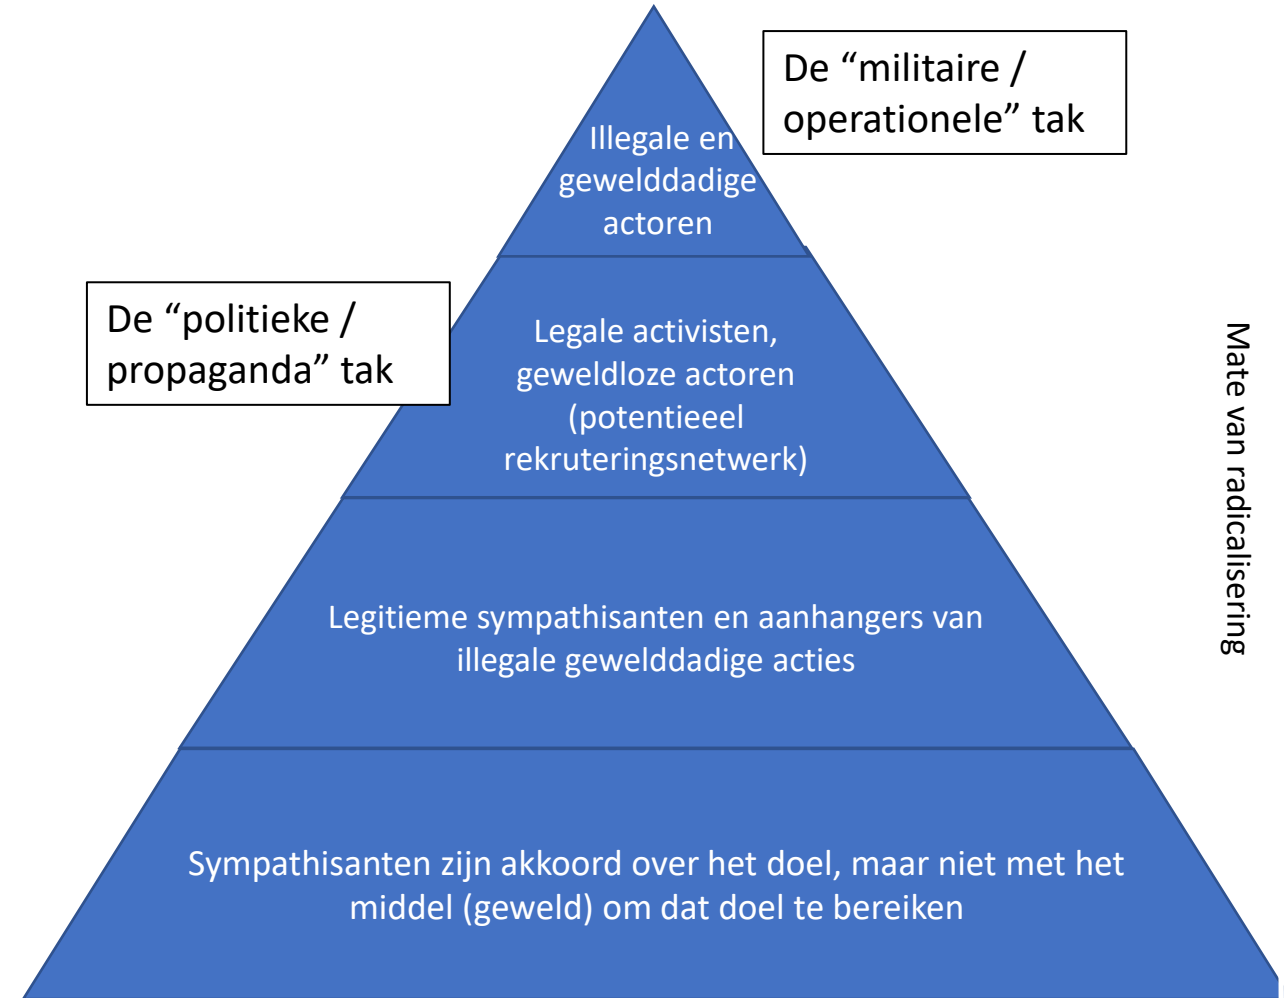 De “militaire /
operationele” tak
Illegale en
gewelddadige
actoren
De “politieke /
propaganda” tak
Legale activisten,
geweldloze actoren
(potentieeel
rekruteringsnetwerk)
Mate van radicalisering
Legitieme sympathisanten en aanhangers van
illegale gewelddadige acties
Sympathisanten zijn akkoord over het doel, maar niet met het
middel (geweld) om dat doel te bereiken